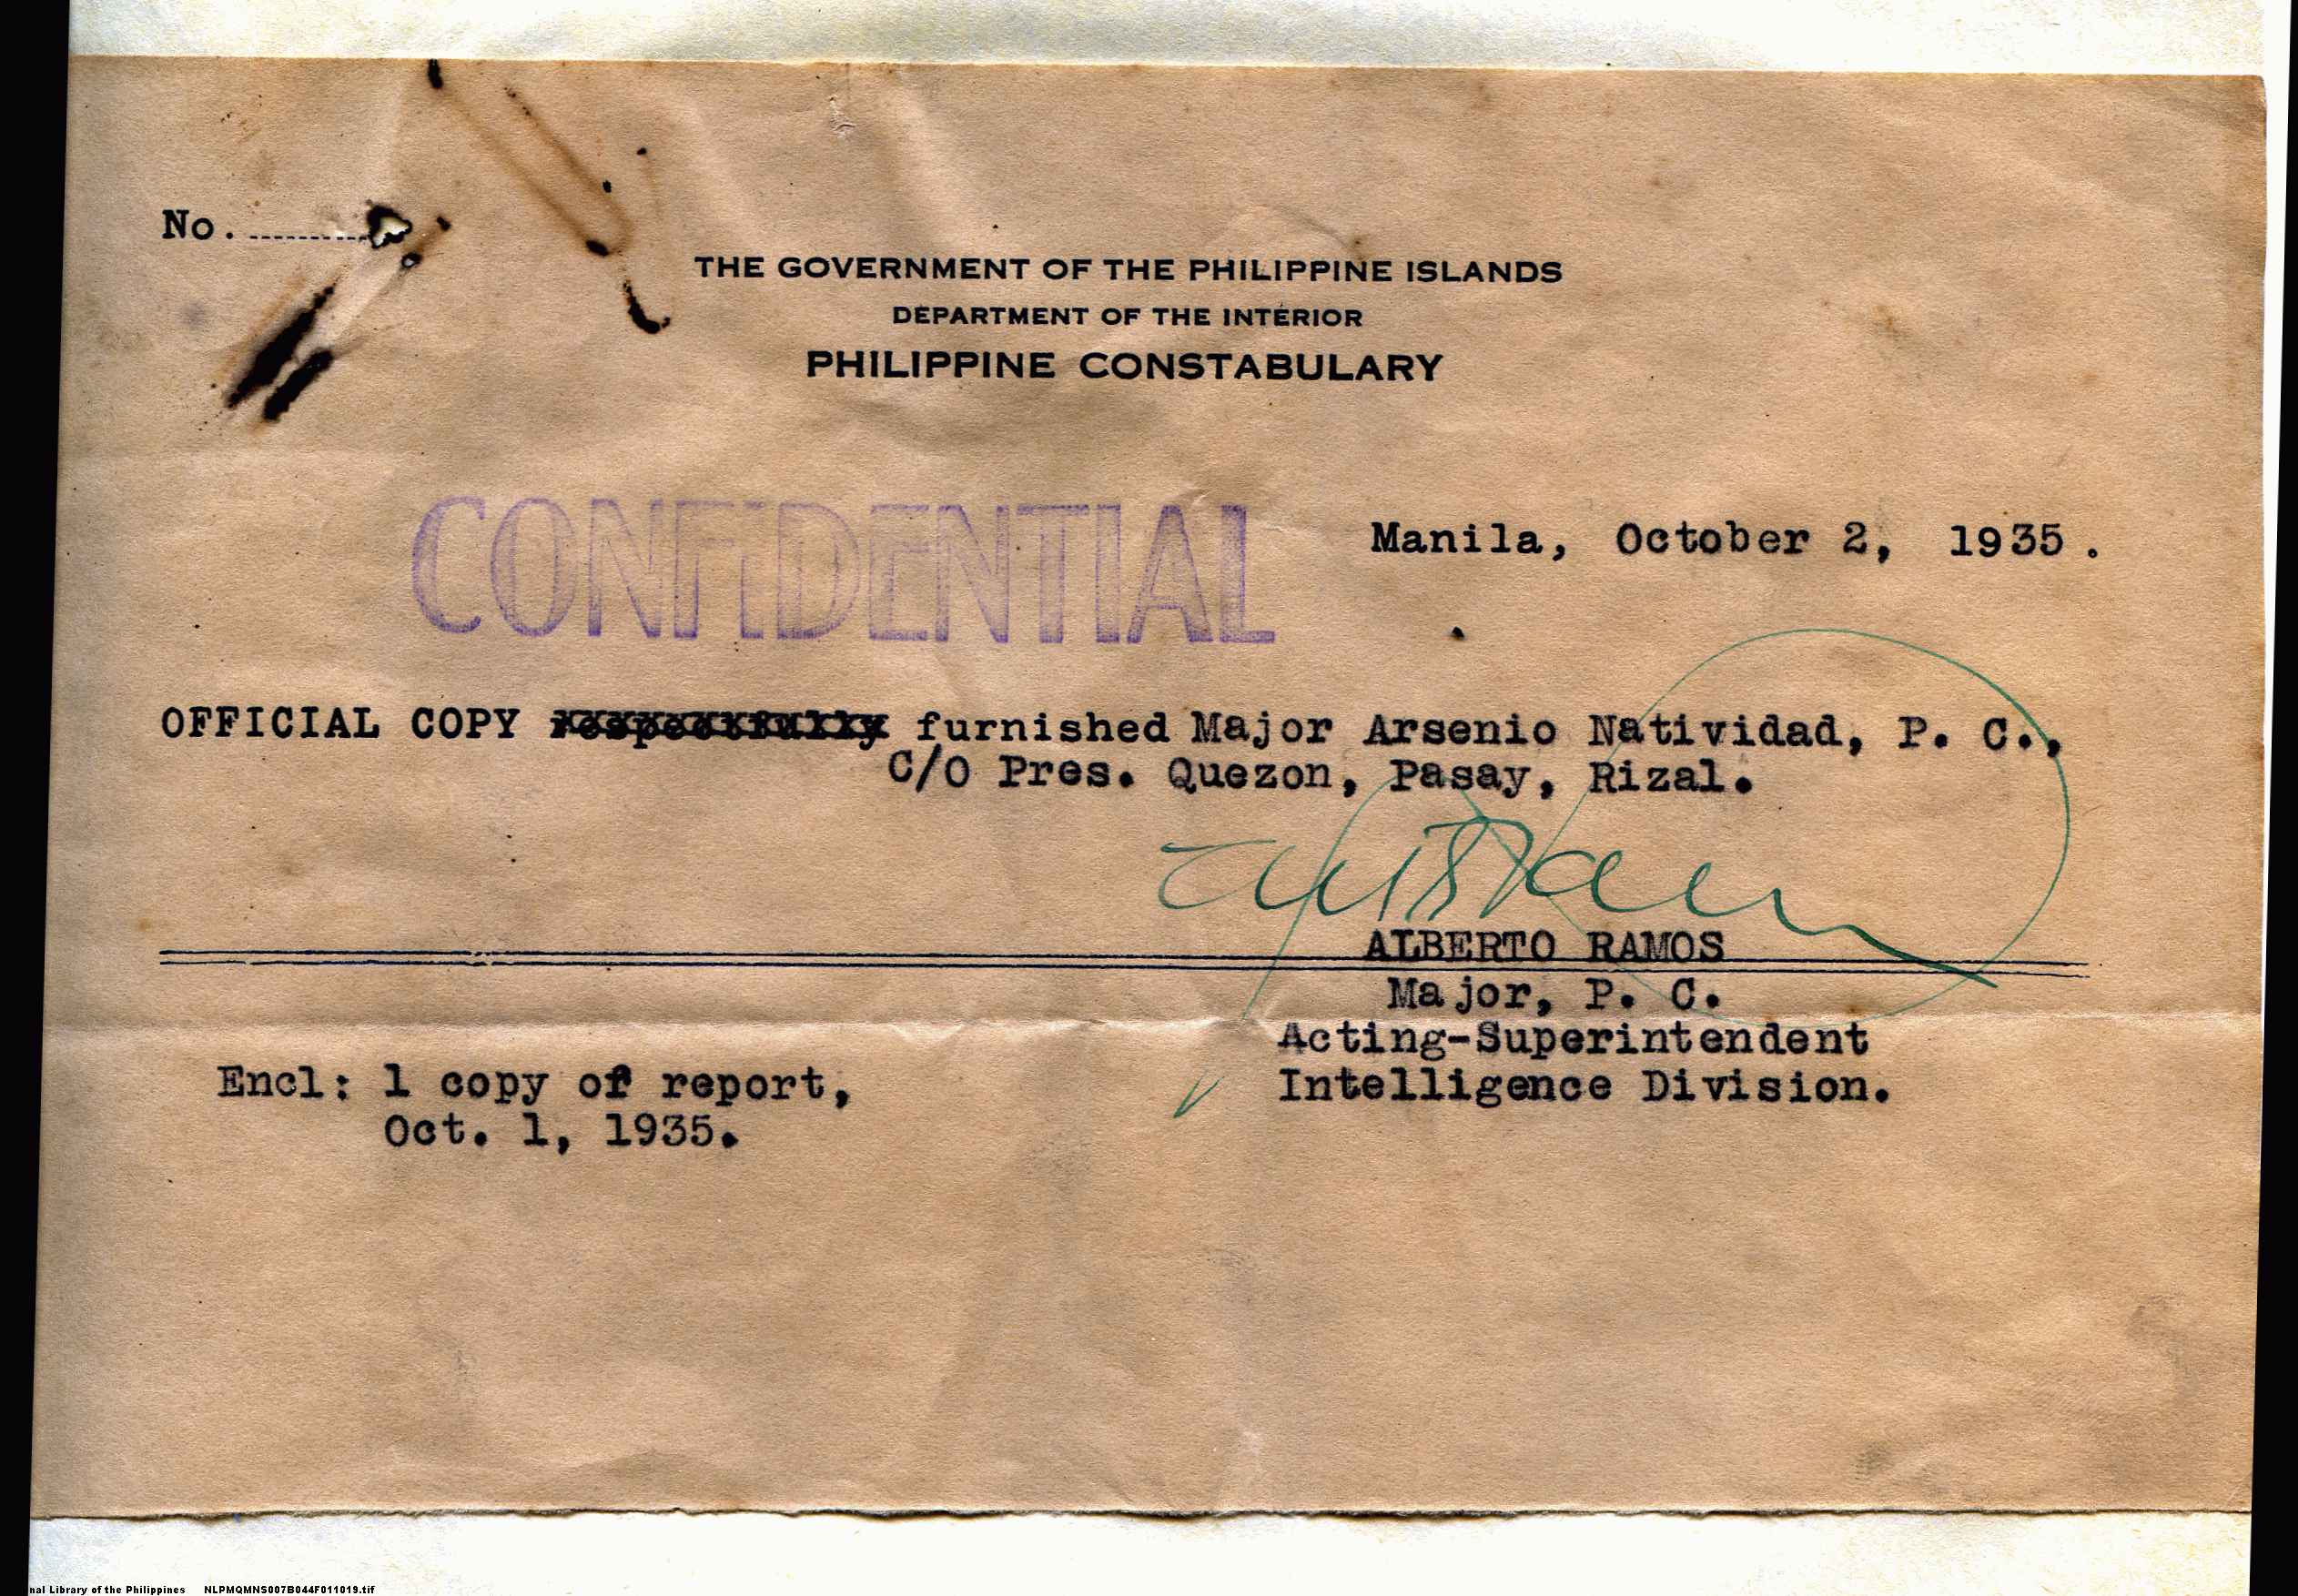 No.
THE GOVERNMENT OF THE PHILIPPINE ISLANDS
DEPARTMENT OF THE INTERIOR
PHILIPPINE CONSTABULARY
CONFIDENTIAL
Manila, October 2, 1935.
OFFICIAL COPY respectfully furnished Major Arsenio Natividad, P. C.,
C/O Pres. Quezon, Pasay, Rizal.
ALBERTO RAMOS
Major, P. C.
Acting-Superintendent
Intelligence Division.
Encl: 1 copy of report,
Oct. 1, 1935.
nal Library of the Philippines NLPMQMNS007B044F011019.tif